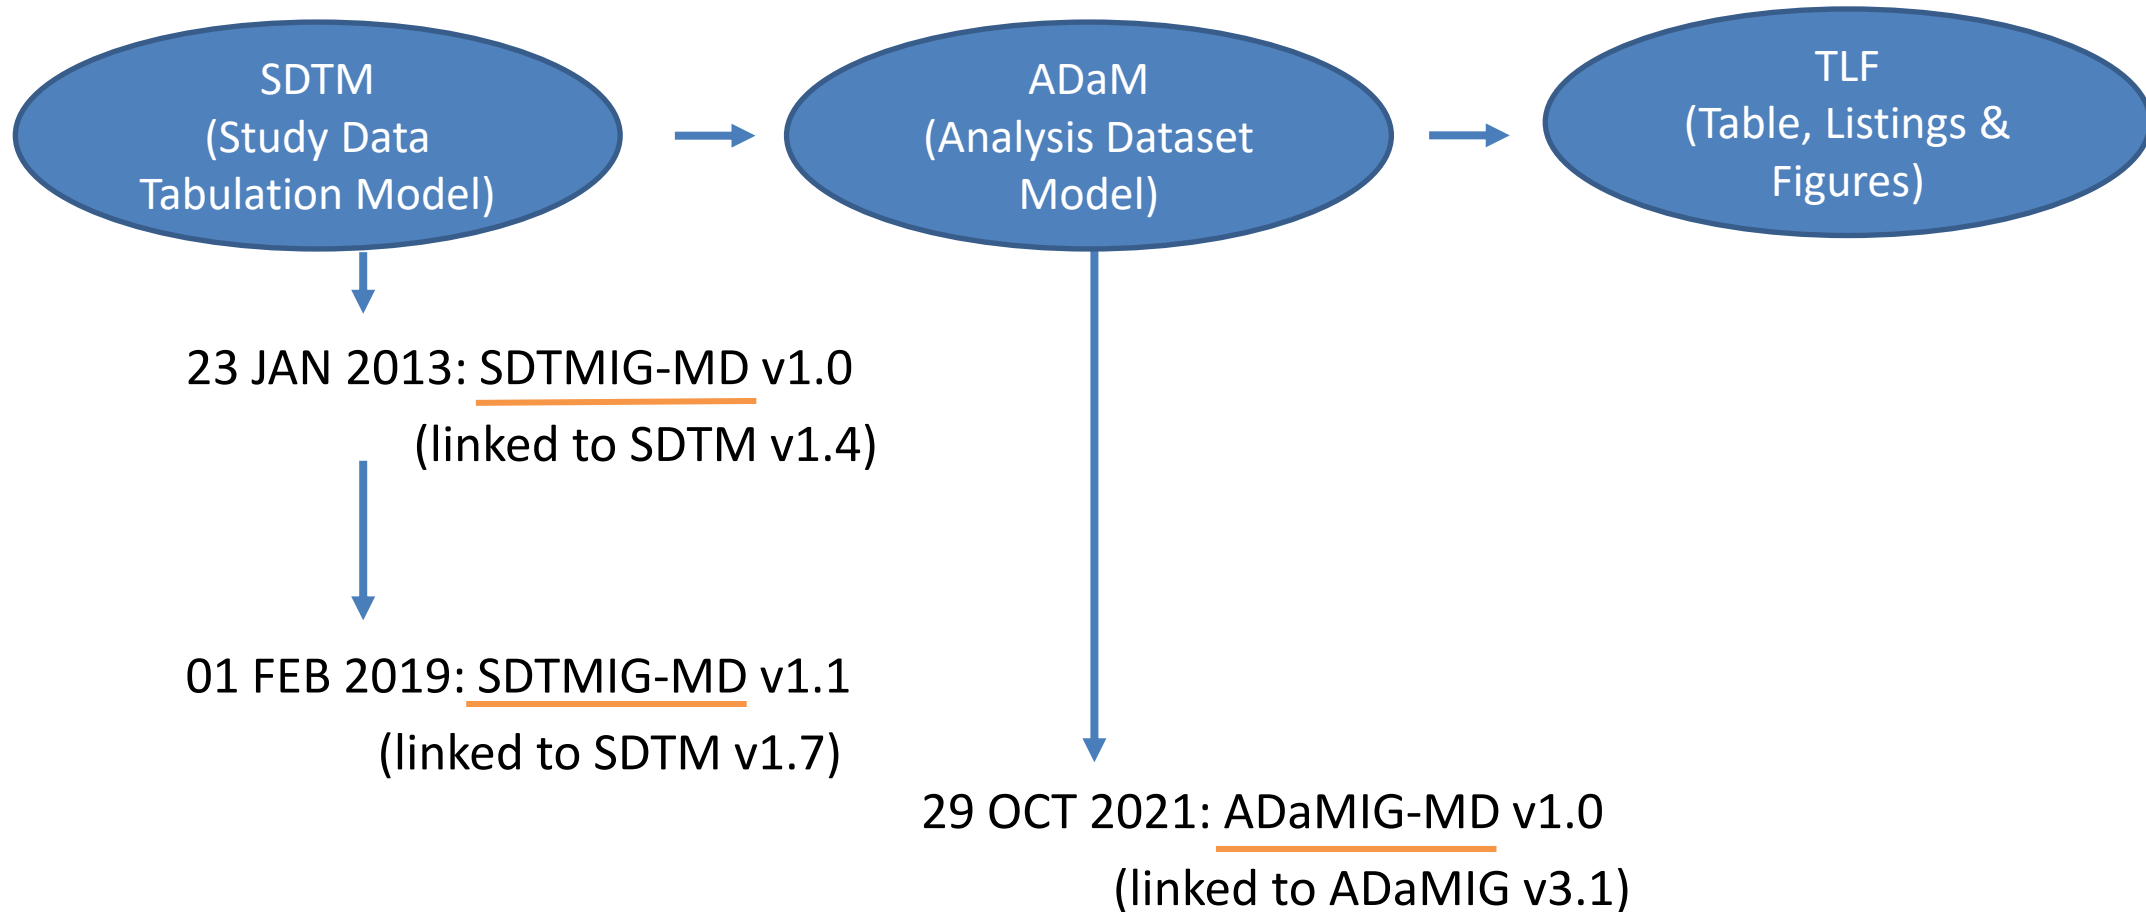 SDTM
(Study Data
Tabulation Model)
ADaM
(Analysis Dataset
Model)
TLF
(Table, Listings &
Figures)
23 JAN 2013: SDTMIG-MD v1.0
(linked to SDTM v1.4)
01 FEB 2019: SDTMIG-MD v1.1
(linked to SDTM v1.7)
29 OCT 2021: ADaMIG-MD v1.0
(linked to ADaMIG v3.1)